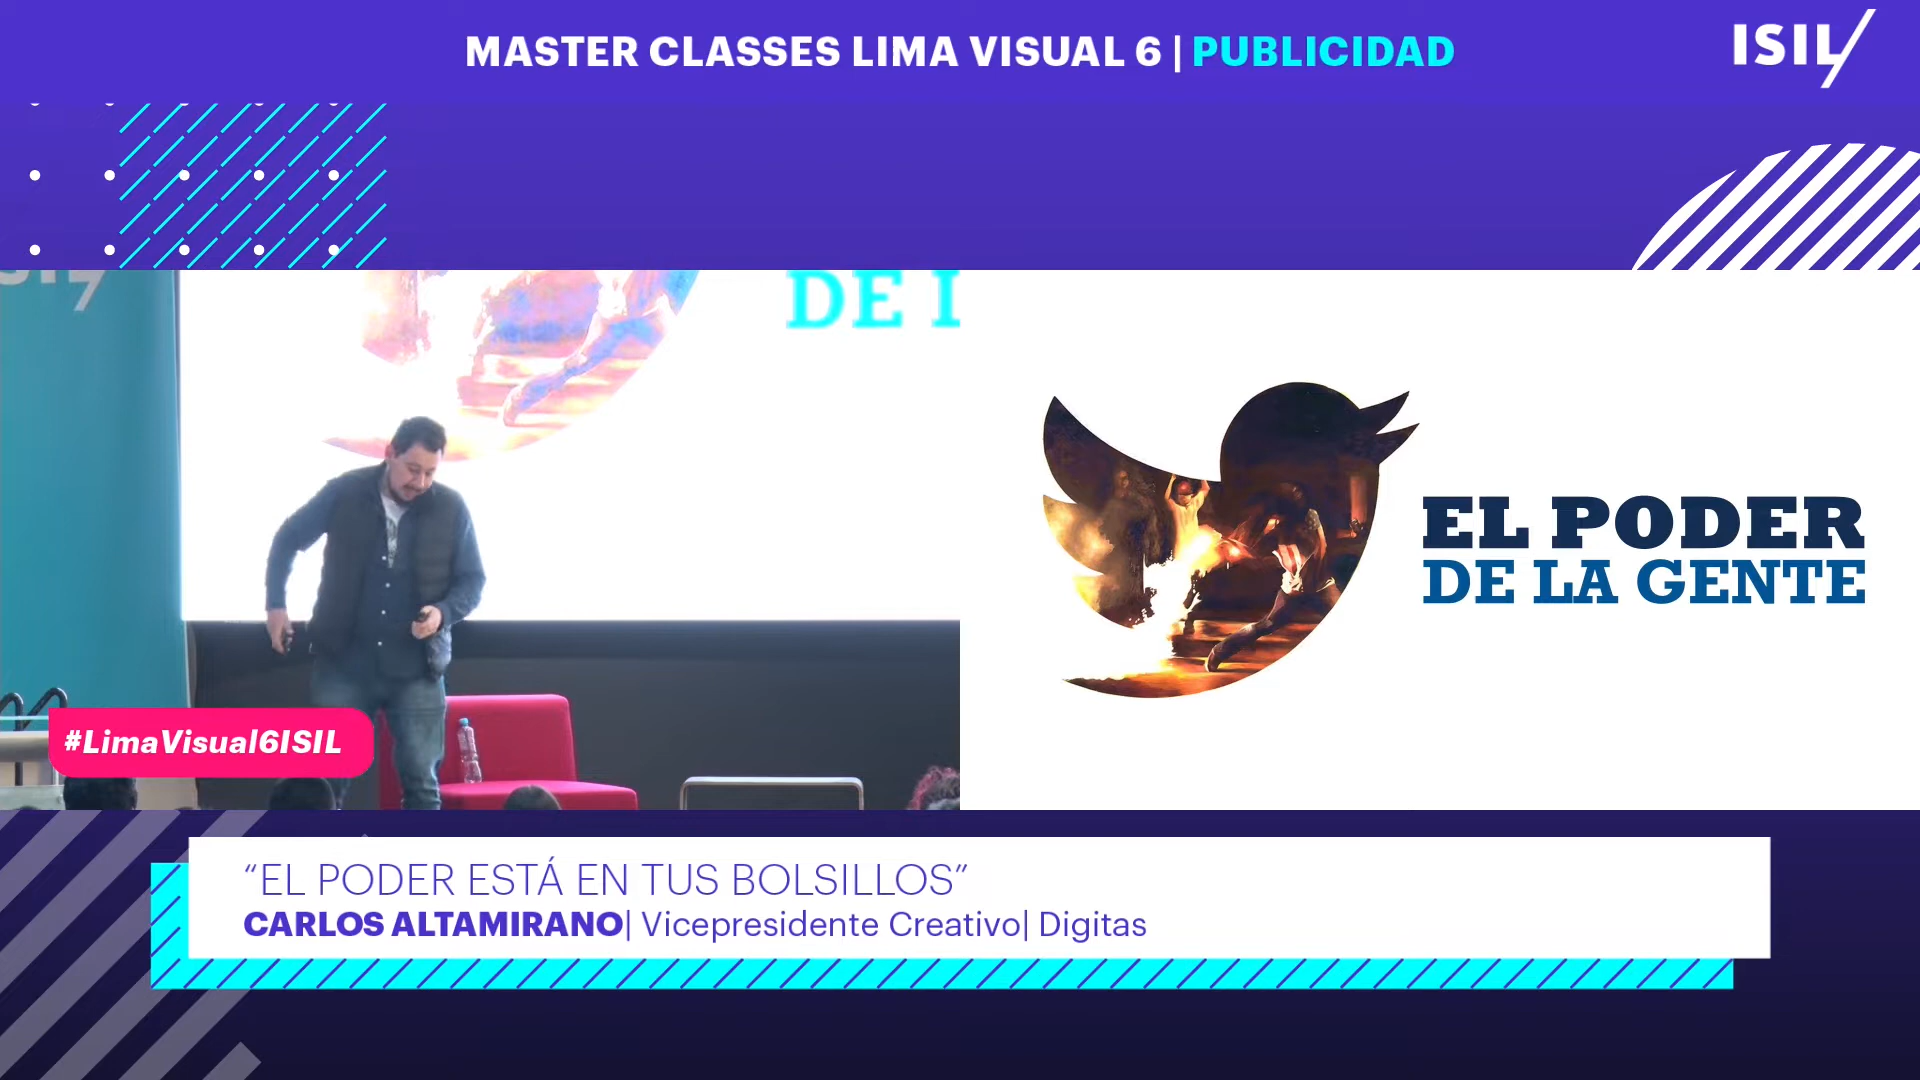 MASTER CLASSES LIMA VISUAL 6 | PUBLICIDAD
ISIL
DE L
EL PODER
DE LA GENTE
#LimaVisual6ISIL
“EL PODER ESTÁ EN TUS BOLSILLOS”
CARLOS ALTAMIRANO| Vicepresidente Creativo| Digitas